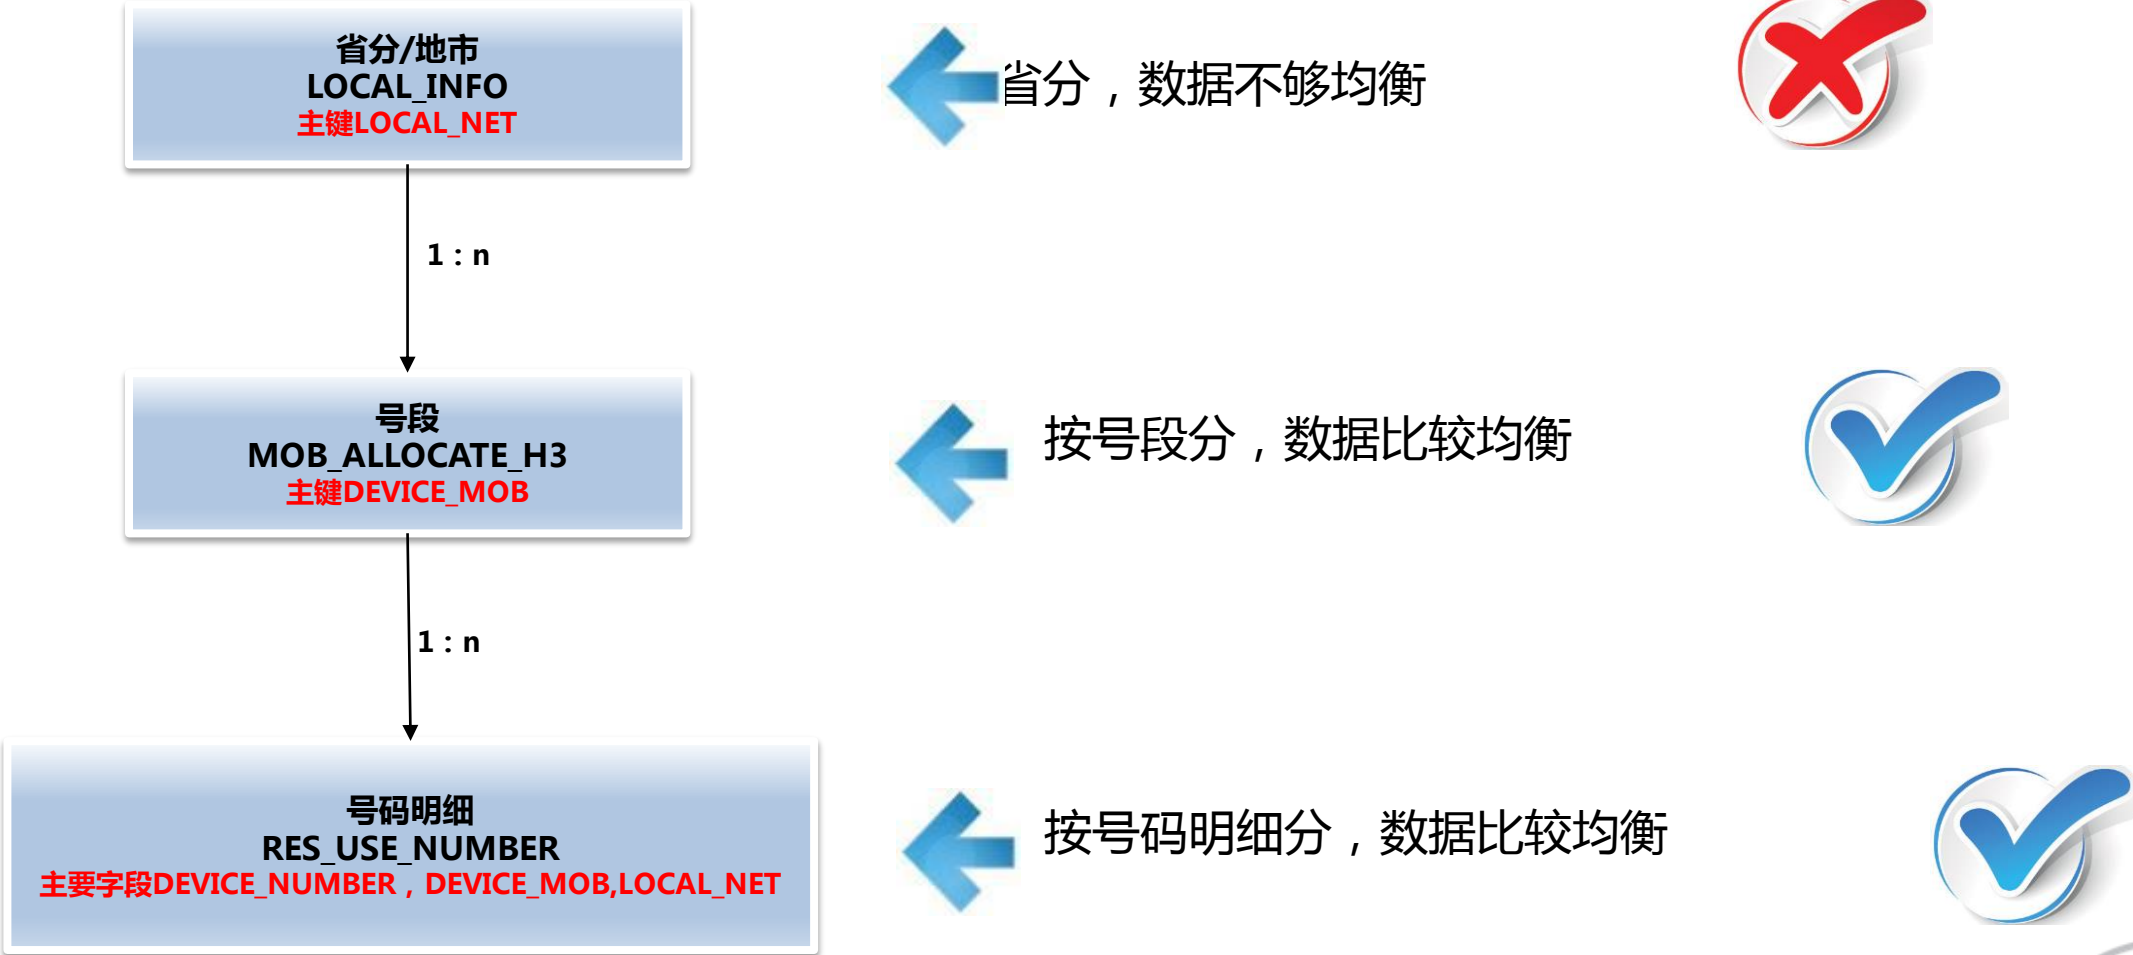 省分/地市
LOCAL_INFO
主键LOCAL_NET
省分，数据不够均衡
1：n
号段
MOB_ALLOCATE_H3
主键DEVICE_MOB
按号段分，数据比较均衡
1：n
号码明细
RES_USE_NUMBER
主要字段DEVICE_NUMBER，DEVICE_MOB,LOCAL_NET
按号码明细分，数据比较均衡